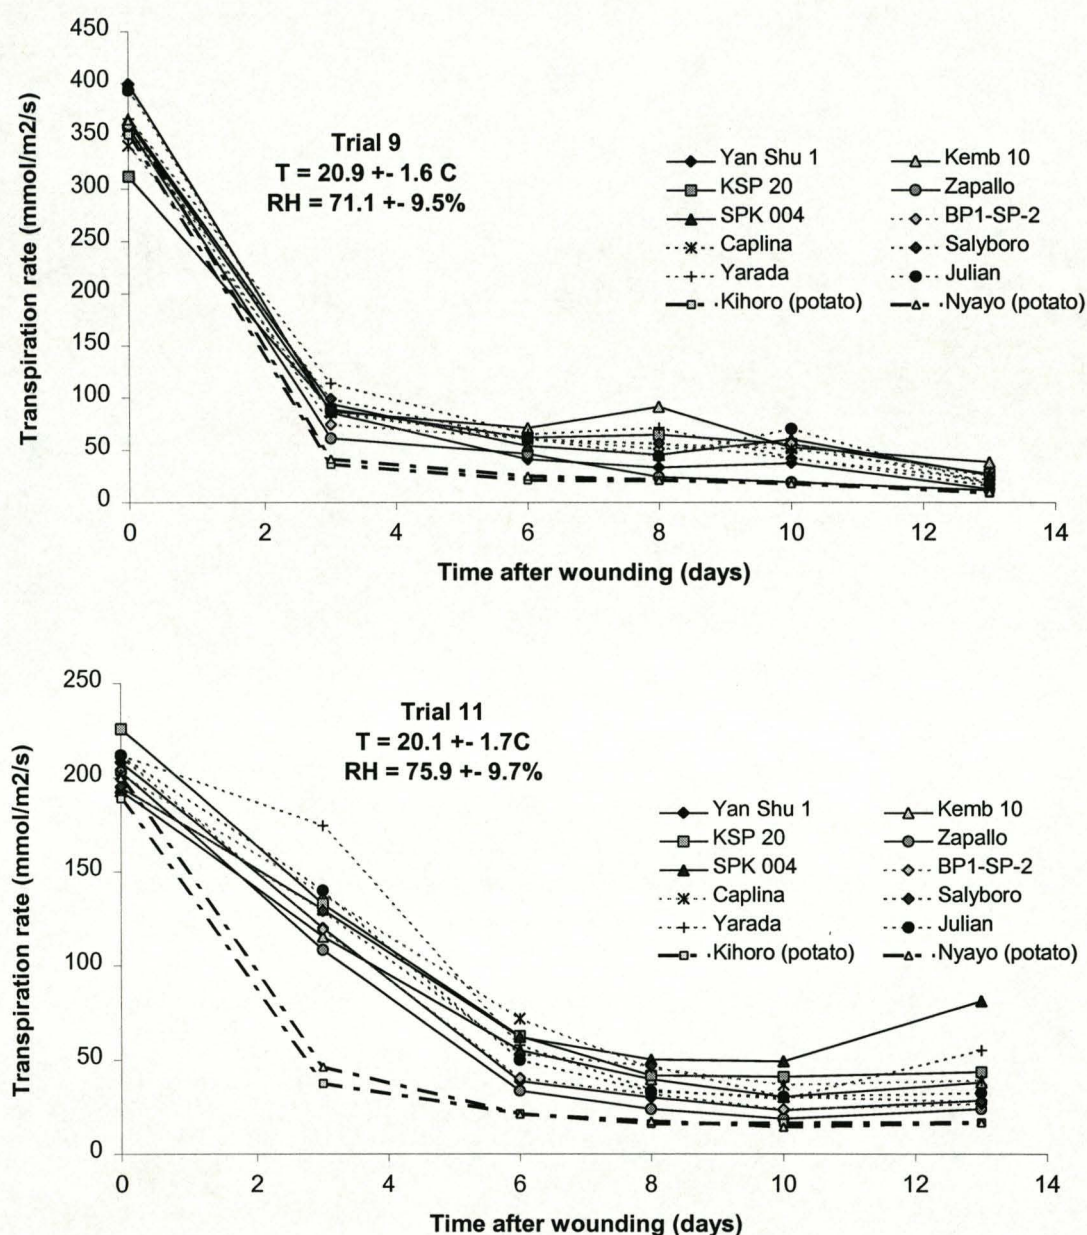 450
400
350
300
250
200
150
100
50
0
Transpiration rate (mmol/m2/s)
Trial 9
T = 20.9 +- 1.6 C
RH = 71.1 +- 9.5%
Yan Shu 1
Kemb 10
KSP 20
Zapallo
SPK 004
BP1-SP-2
Caplina
Salyboro
Yarada
Julian
Kihoro (potato)
Nyayo (potato)
0 2 4 6 8 10 12 14
Time after wounding (days)
250
200
150
100
50
0
Transpiration rate (mmol/m2/s)
Trial 11
T = 20.1 +- 1.7C
RH = 75.9 +- 9.7%
Yan Shu 1
Kemb 10
KSP 20
Zapallo
SPK 004
BP1-SP-2
Caplina
Salyboro
Yarada
Julian
Kihoro (potato)
Nyayo (potato)
0 2 4 6 8 10 12 14
Time after wounding (days)